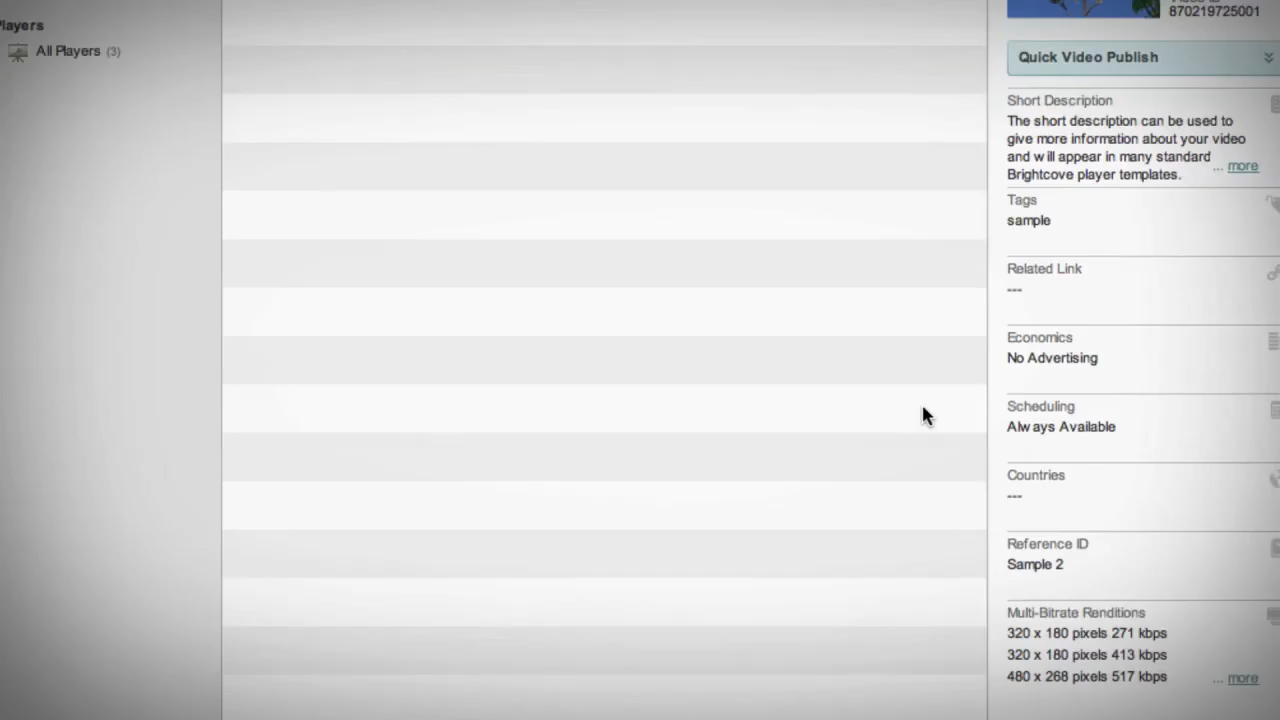 Players
All Players (3)
870219725001
Quick Video Publish
Short Description
The short description can be used to
give more information about your video
and will appear in many standard
Brightcove player templates.
... more
Tags
sample
Related Link
---
Economics
No Advertising
Scheduling
Always Available
Countries
---
Reference ID
Sample 2
Multi-Bitrate Renditions
320 x 180 pixels 271 kbps
320 x 180 pixels 413 kbps
480 x 268 pixels 517 kbps
... more